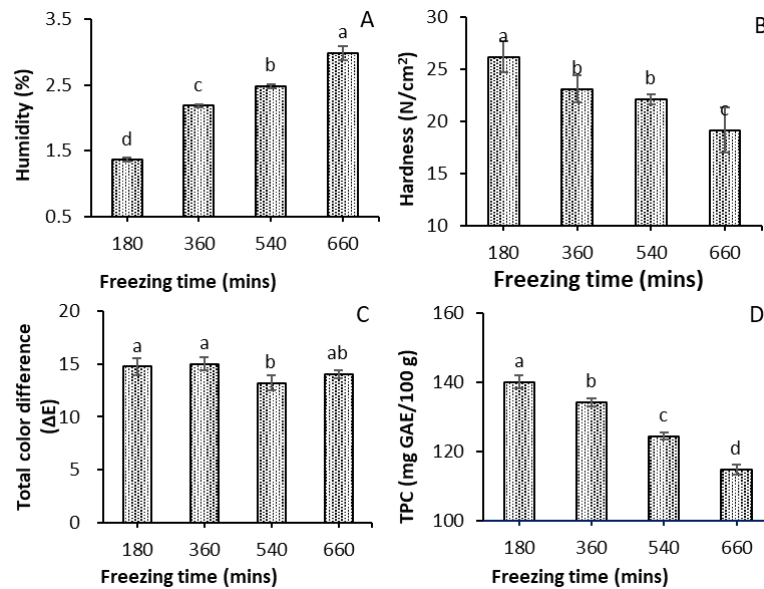 A
Humidity (%)
3.5
2.5
1.5
0.5
d
c
b
a
180 360 540 660
Freezing time (mins)
B
Hardness (N/cm²)
30
25
20
15
10
a
b
b
c
180 360 540 660
Freezing time (mins)
C
Total color difference
(ΔE)
20
15
10
5
0
a
a
b
ab
180 360 540 660
Freezing time (mins)
D
TPC (mg GAE/100 g)
160
140
120
100
a
b
c
d
180 360 540 660
Freezing time (mins)